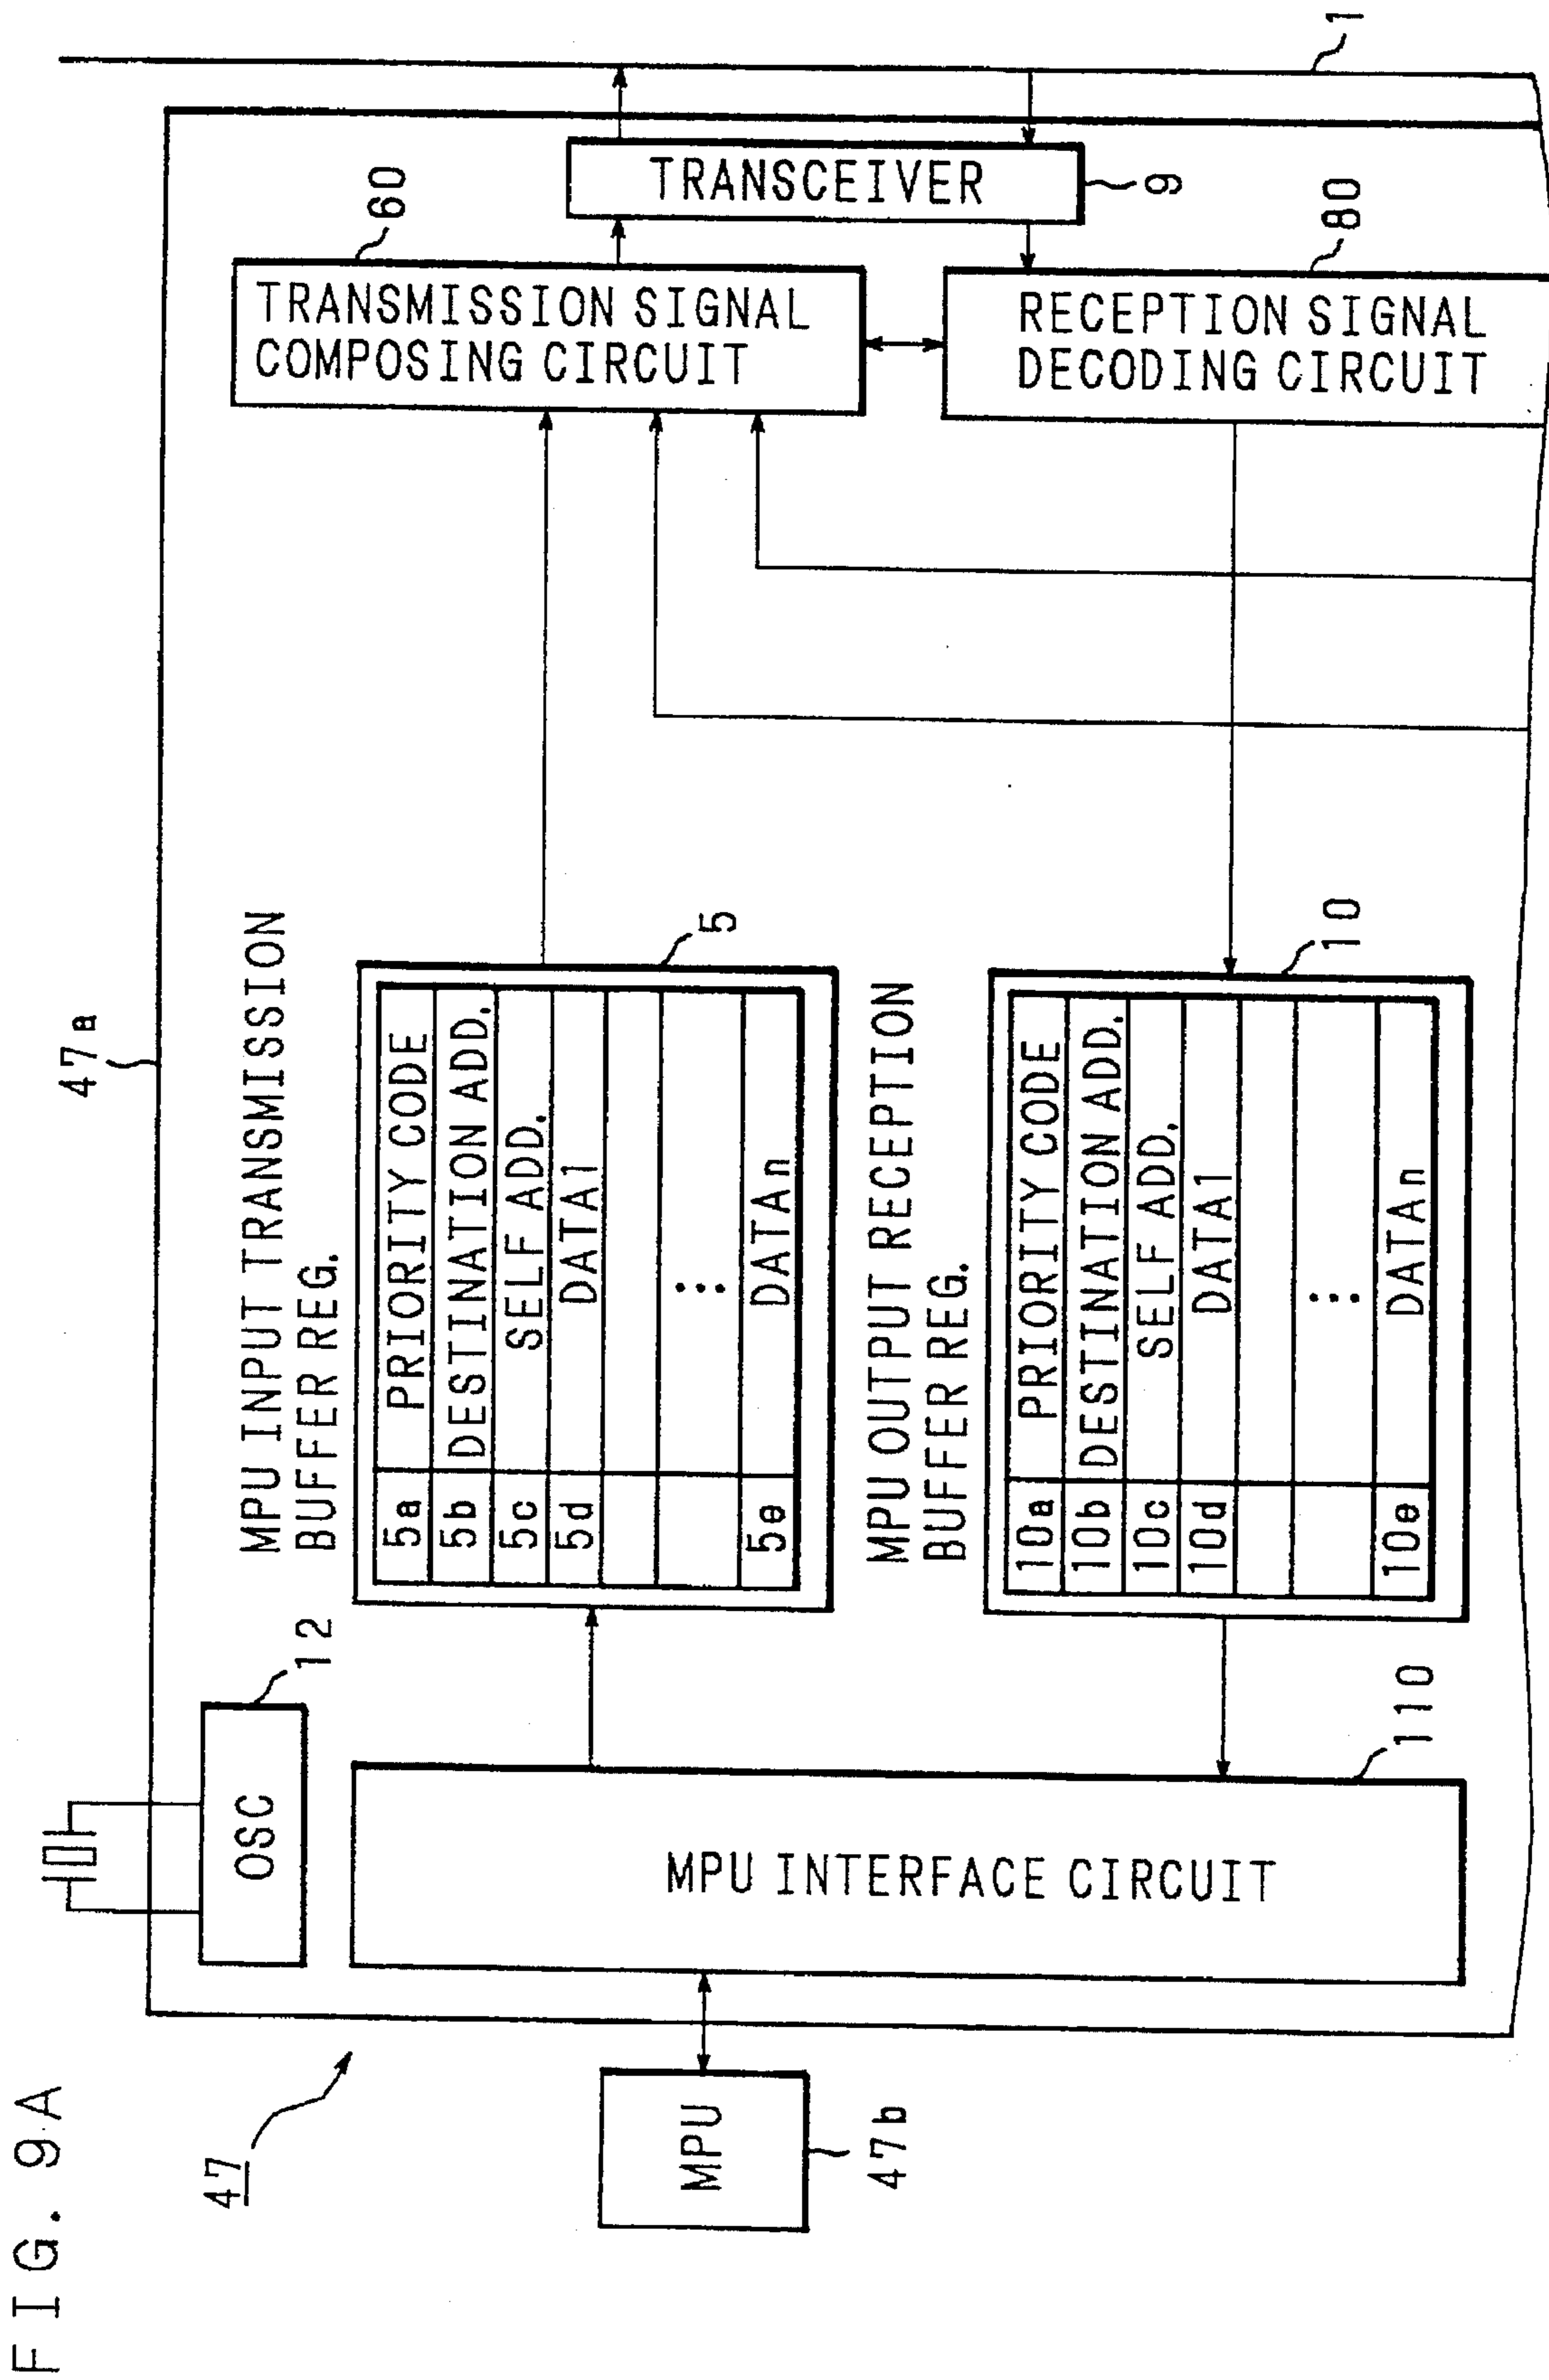 FIG. 9A
47
47a
MPU
47b
OSC
12
MPU INTERFACE CIRCUIT
110
MPU INPUT TRANSMISSION
BUFFER REG.
5
5a PRIORITY CODE
5b DESTINATION ADD.
5c SELF ADD.
5d DATA1
⋮
5e DATAn
MPU OUTPUT RECEPTION
BUFFER REG.
10
10a PRIORITY CODE
10b DESTINATION ADD.
10c SELF ADD.
10d DATA1
⋮
10e DATAn
TRANSMISSION SIGNAL
COMPOSING CIRCUIT
60
RECEPTION SIGNAL
DECODING CIRCUIT
80
TRANSCEIVER
9
1